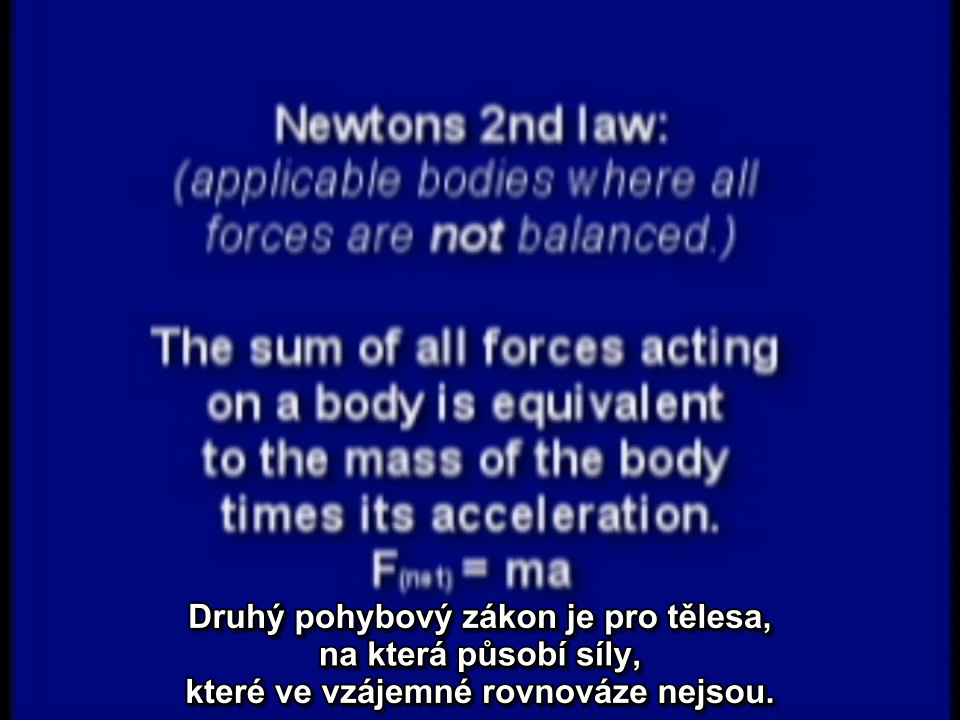 Newtons 2nd law:
(applicable bodies where all
forces are not balanced.)
The sum of all forces acting
on a body is equivalent
to the mass of the body
times its acceleration.
F(net) = ma
Druhý pohybový zákon je pro tělesa,
na která působí síly,
které ve vzájemné rovnováze nejsou.